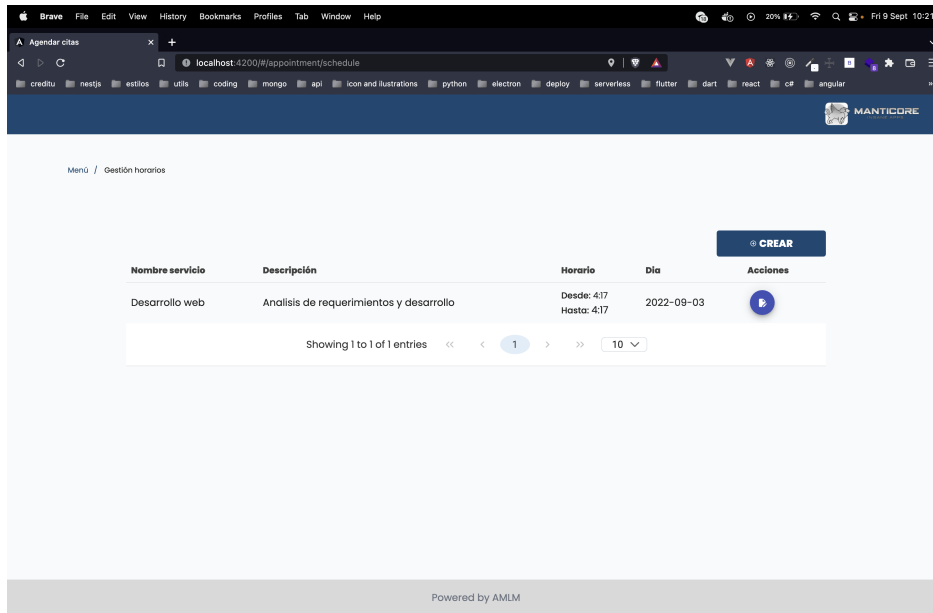 Brave File Edit View History Bookmarks Profiles Tab Window Help 20% Fri 9 Sept 10:21
Agendar citas
localhost:4200/#/appointment/schedule
creditu nestjs estilos utils coding mongo api icon and ilustrations python electron deploy serverless flutter dart react c# angular
MANTICORE
Menú / Gestión horarios
CREAR
Nombre servicio Descripción Horario Dia Acciones
Desarrollo web Analisis de requerimientos y desarrollo Desde: 4:17 2022-09-03
Hasta: 4:17
Showing 1 to 1 of 1 entries << < 1 > >> 10
Powered by AMLM